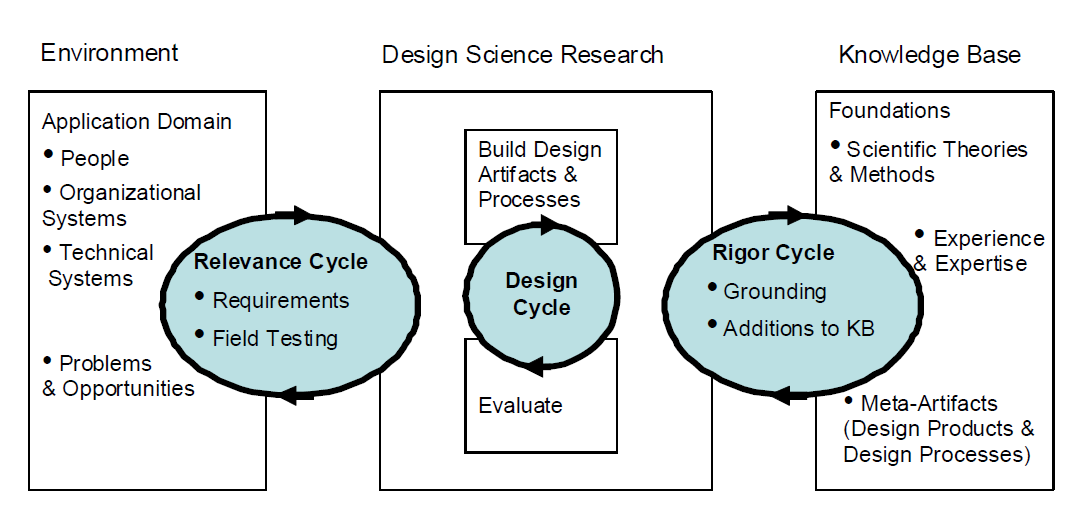 Environment
Design Science Research
Knowledge Base
Application Domain
• People
• Organizational
Systems
• Technical
Systems
• Problems
& Opportunities
Relevance Cycle
• Requirements
• Field Testing
Build Design
Artifacts &
Processes
Design
Cycle
Evaluate
Rigor Cycle
• Grounding
• Additions to KB
Foundations
• Scientific Theories
& Methods
• Experience
& Expertise
• Meta-Artifacts
(Design Products &
Design Processes)